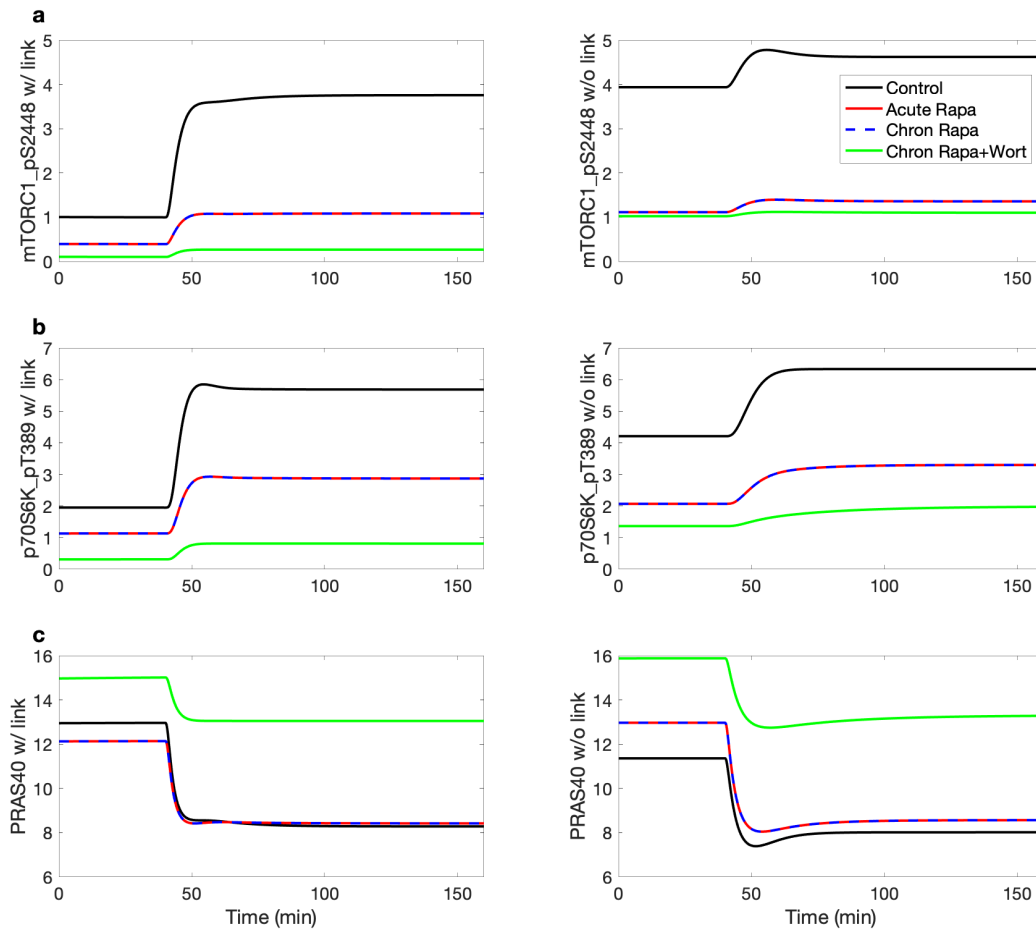 a
mTORC1_pS2448 w/ link
5
4
3
2
1
0
0 50 100 150
mTORC1_pS2448 w/o link
5
4
3
2
1
0
0 50 100 150
Control
Acute Rapa
Chron Rapa
Chron Rapa+Wort
b
p70S6K_pT389 w/ link
7
6
5
4
3
2
1
0
0 50 100 150
p70S6K_pT389 w/o link
7
6
5
4
3
2
1
0
0 50 100 150
c
PRAS40 w/ link
16
14
12
10
8
6
0 50 100 150
Time (min)
PRAS40 w/o link
16
14
12
10
8
6
0 50 100 150
Time (min)